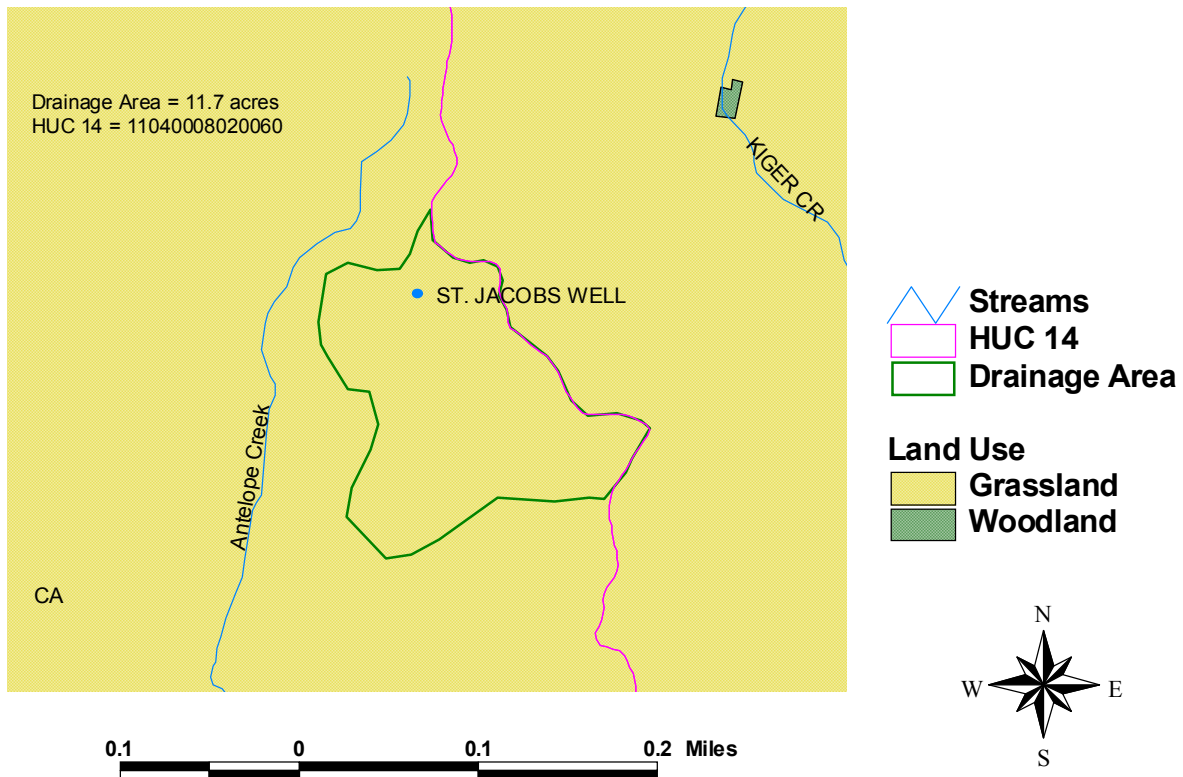 Drainage Area = 11.7 acres
HUC 14 = 11040008020060
KIGER CR
ST. JACOBS WELL
Antelope Creek
CA
Streams
HUC 14
Drainage Area
Land Use
Grassland
Woodland
N
W E
S
0.1 0 0.1 0.2 Miles